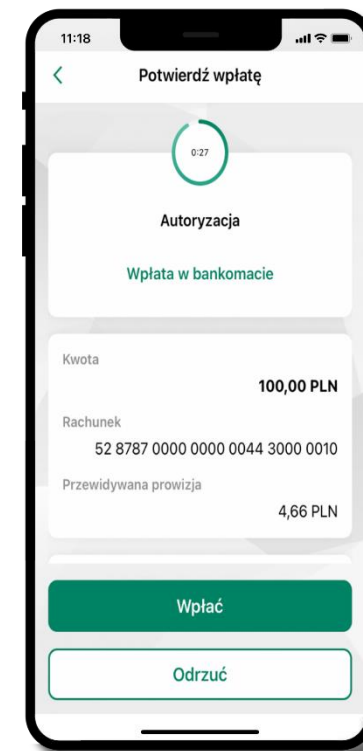 11:18
Potwierdź wpłatę
0:27
Autoryzacja
Wpłata w bankomacie
Kwota
100,00 PLN
Rachunek
52 8787 0000 0000 0044 3000 0010
Przewidywana prowizja
4,66 PLN
Wpłać
Odrzuć